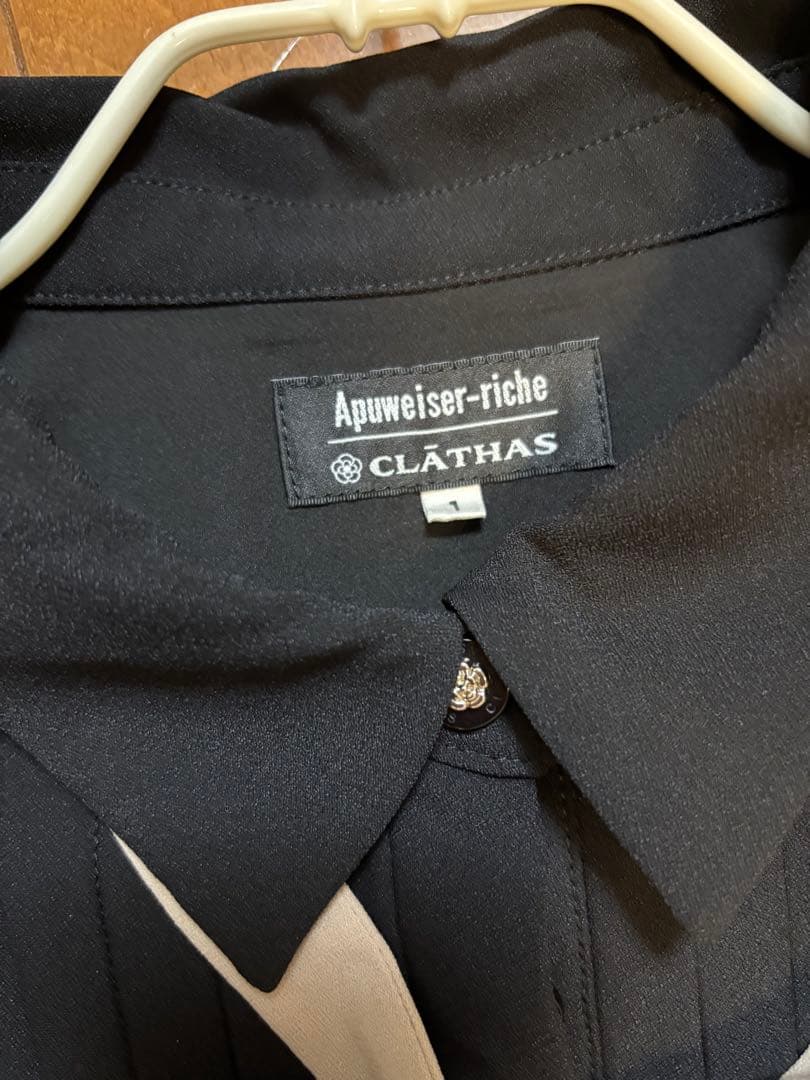 Apuweiser-riche
CLĀTHAS
1